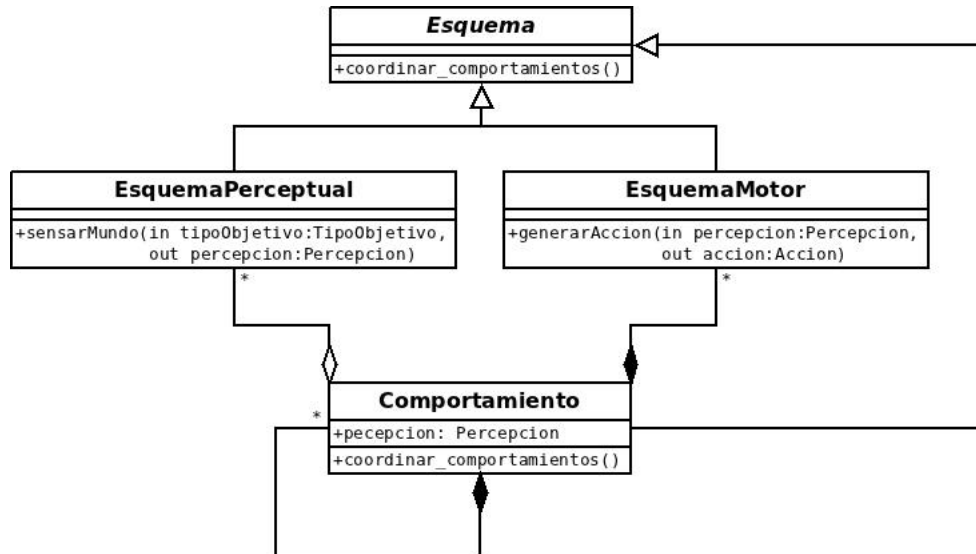 Esquema
+coordinar_comportamientos()
EsquemaPerceptual
+sensarMundo(in tipoObjetivo:TipoObjetivo,
out percepcion:Percepcion)
*
EsquemaMotor
+generarAccion(in percepcion:Percepcion,
out accion:Accion)
*
Comportamiento
*
+pecepcion: Percepcion
+coordinar_comportamientos()